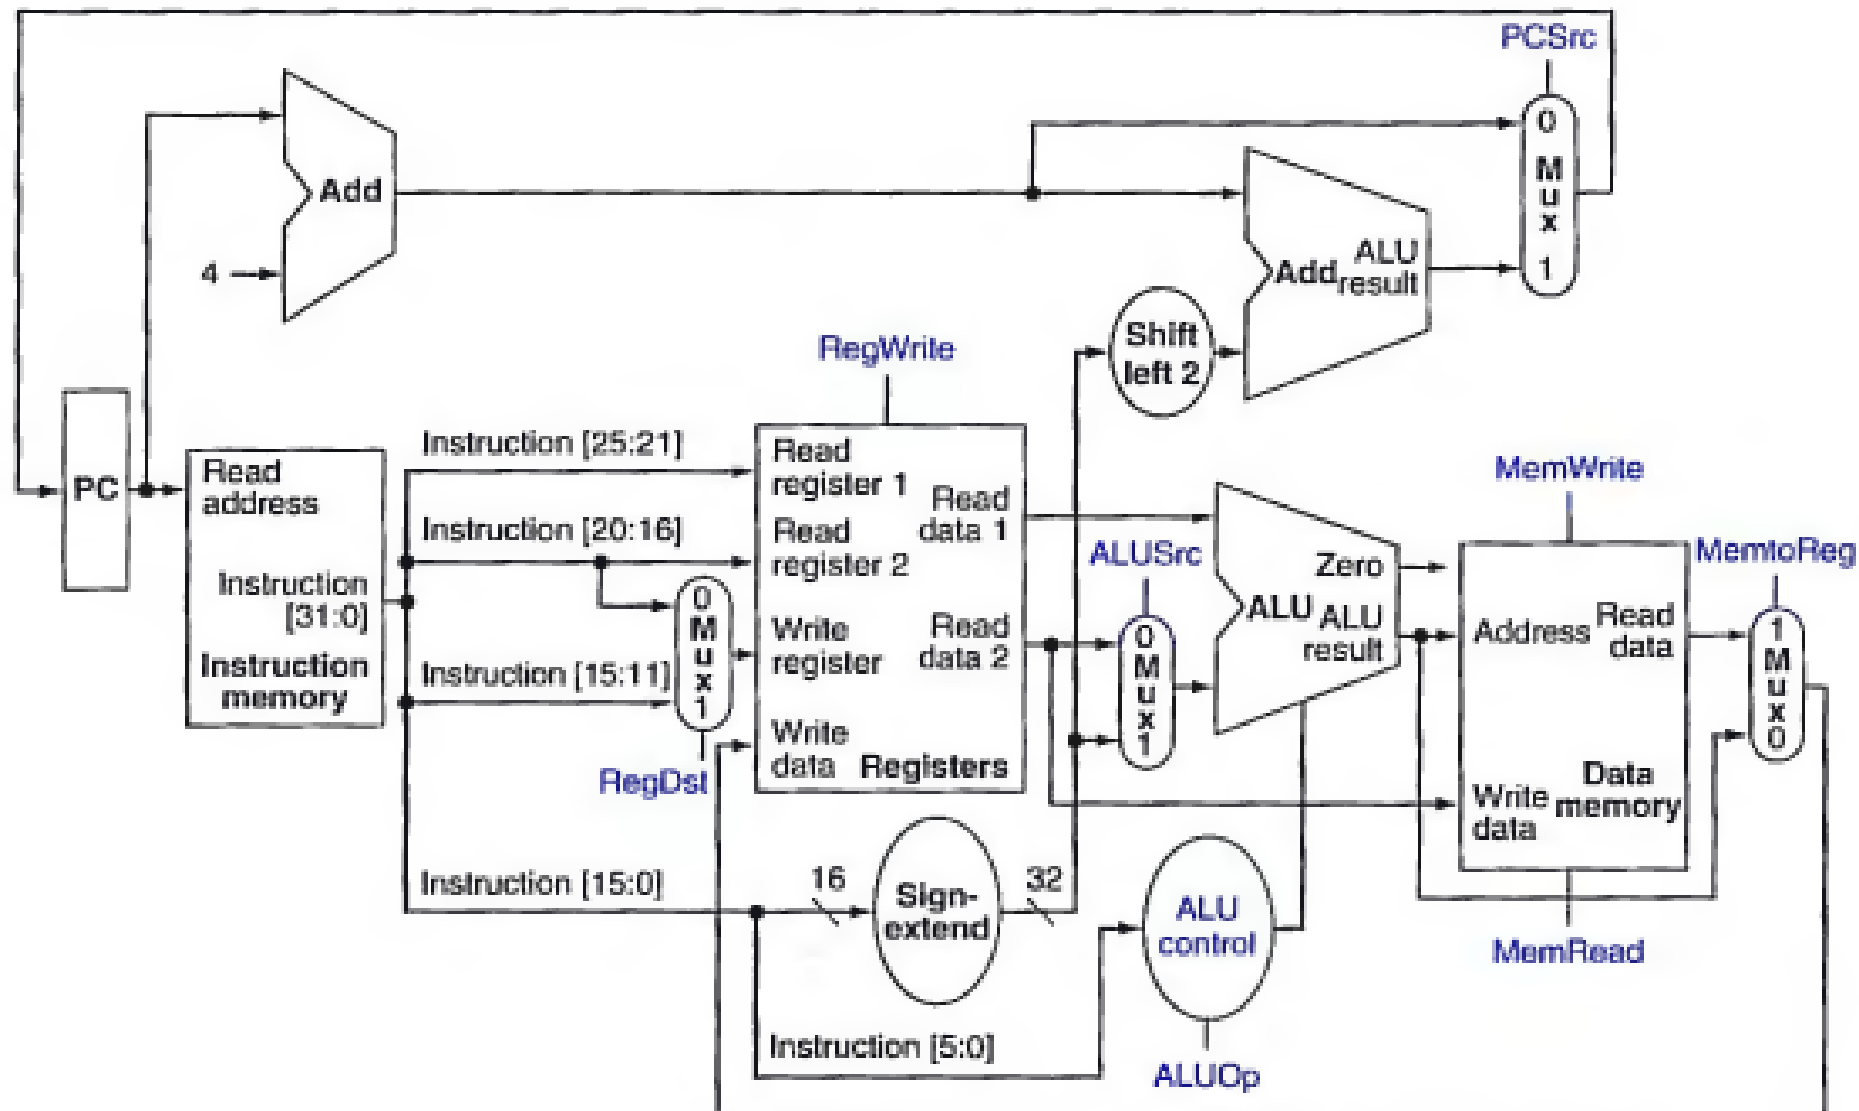 PCSrc
0
M
u
x
1
Add
4
Add
ALU
result
Shift
left 2
RegWrite
PC
Read
address
Instruction
[31:0]
Instruction
memory
Instruction [25:21]
Instruction [20:16]
Instruction [15:11]
Instruction [15:0]
Instruction [5:0]
0
M
u
x
1
RegDst
Read
register 1
Read
register 2
Write
register
Write
data
Registers
Read
data 1
Read
data 2
ALUSrc
0
M
u
x
1
Zero
ALU
ALU
result
MemWrite
Address
Read
data
Write
data
Data
memory
MemRead
MemtoReg
1
M
u
x
0
16
Sign-
extend
32
ALU
control
ALUOp